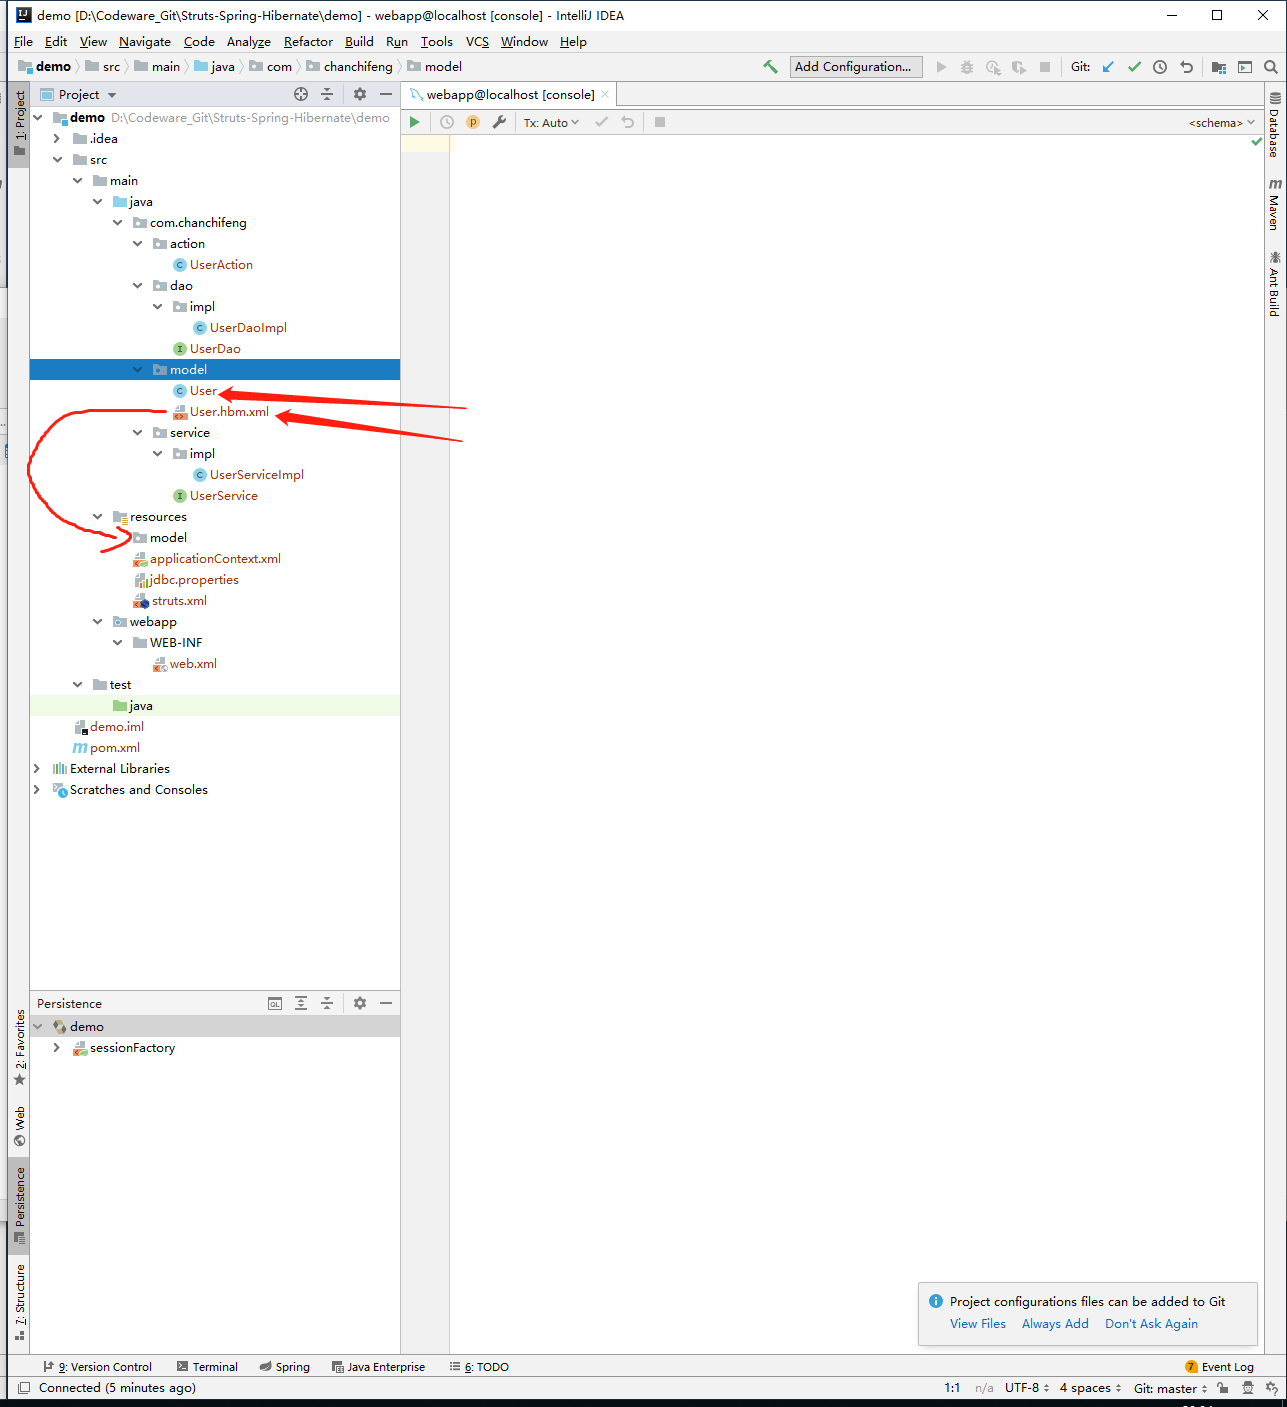 demo [D:\Codeware_Git\Struts-Spring-Hibernate\demo] - webapp@localhost [console] - IntelliJ IDEA
File Edit View Navigate Code Analyze Refactor Build Run Tools VCS Window Help
demo src main java com chanchifeng model Add Configuration... Git:
1: Project
Project
webapp@localhost [console]
demo D:\Codeware_Git\Struts-Spring-Hibernate\demo
Tx: Auto
<schema>
.idea
src
main
java
com.chanchifeng
action
UserAction
dao
impl
UserDaoImpl
UserDao
model
User
User.hbm.xml
service
impl
UserServiceImpl
UserService
resources
model
applicationContext.xml
jdbc.properties
struts.xml
webapp
WEB-INF
web.xml
test
java
demo.iml
pom.xml
External Libraries
Scratches and Consoles
Database
Maven
Ant Build
Persistence
demo
sessionFactory
2: Favorites
Web
Persistence
7: Structure
Project configurations files can be added to Git
View Files Always Add Don't Ask Again
9: Version Control Terminal Spring Java Enterprise 6: TODO 7 Event Log
Connected (5 minutes ago) 1:1 n/a UTF-8 4 spaces Git: master